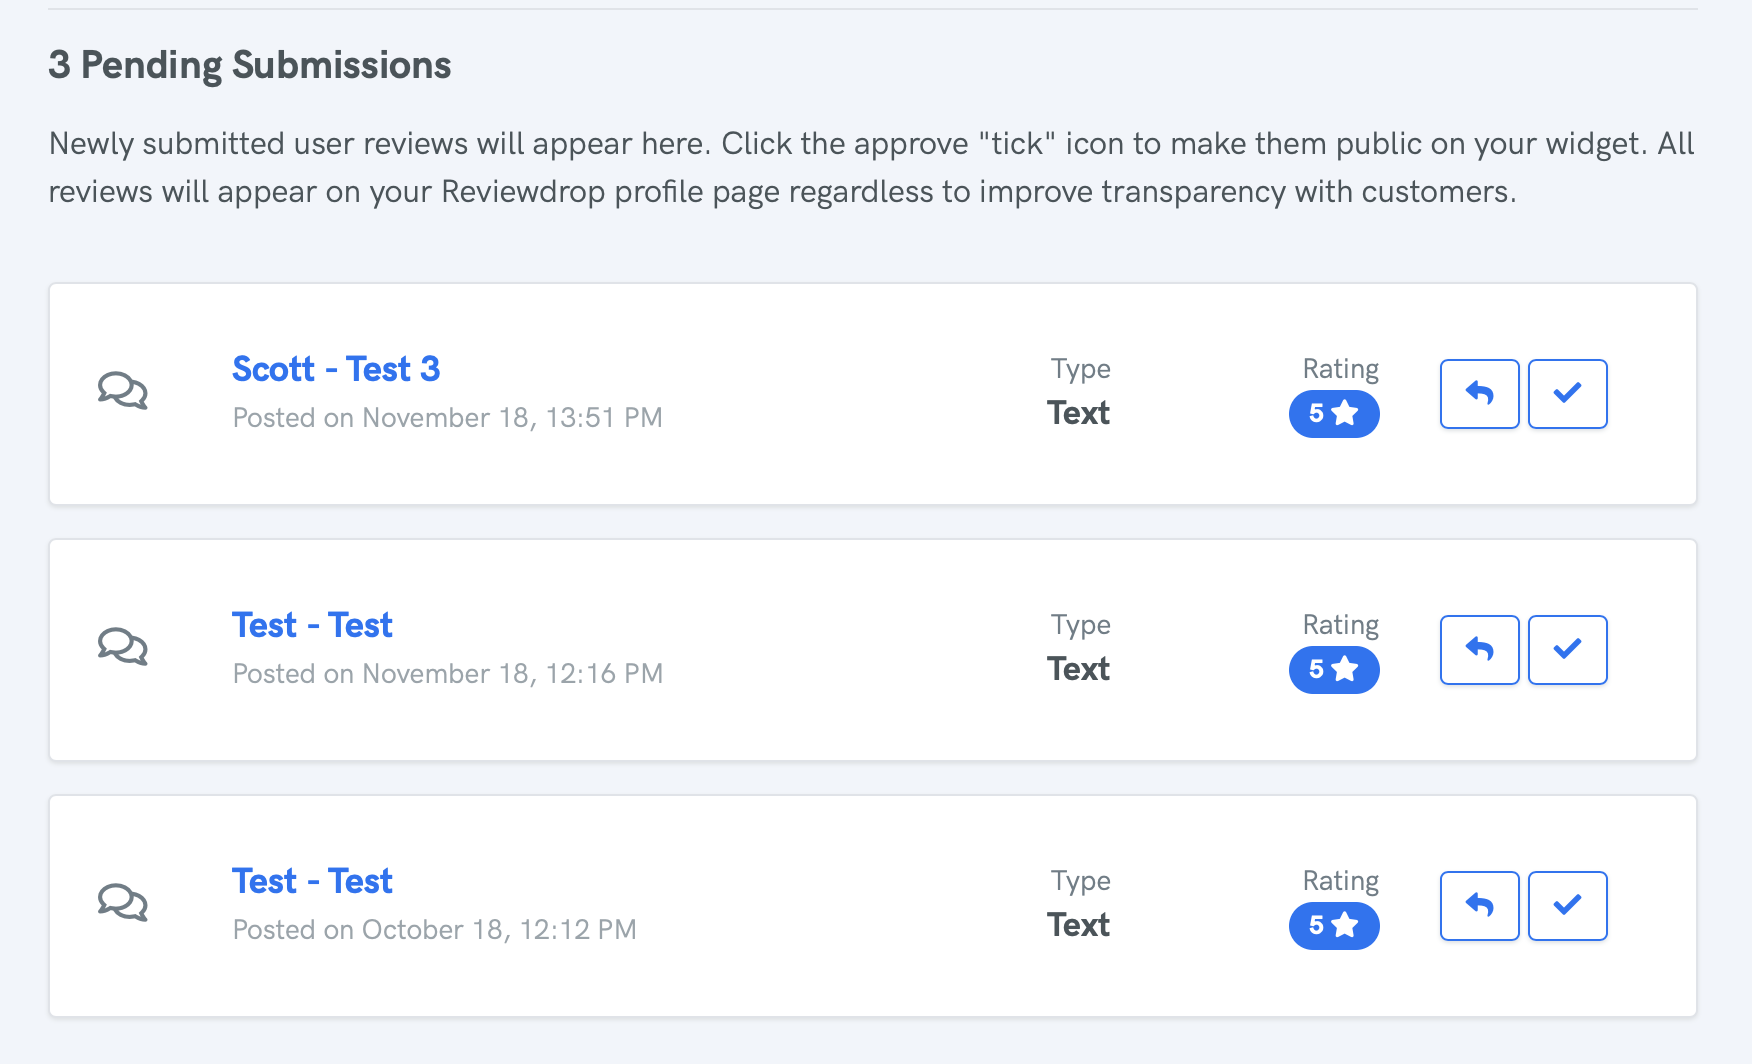 3 Pending Submissions
Newly submitted user reviews will appear here. Click the approve "tick" icon to make them public on your widget. All
reviews will appear on your Reviewdrop profile page regardless to improve transparency with customers.
Scott - Test 3
Posted on November 18, 13:51 PM
Type
Text
Rating
5
Test - Test
Posted on November 18, 12:16 PM
Type
Text
Rating
5
Test - Test
Posted on October 18, 12:12 PM
Type
Text
Rating
5